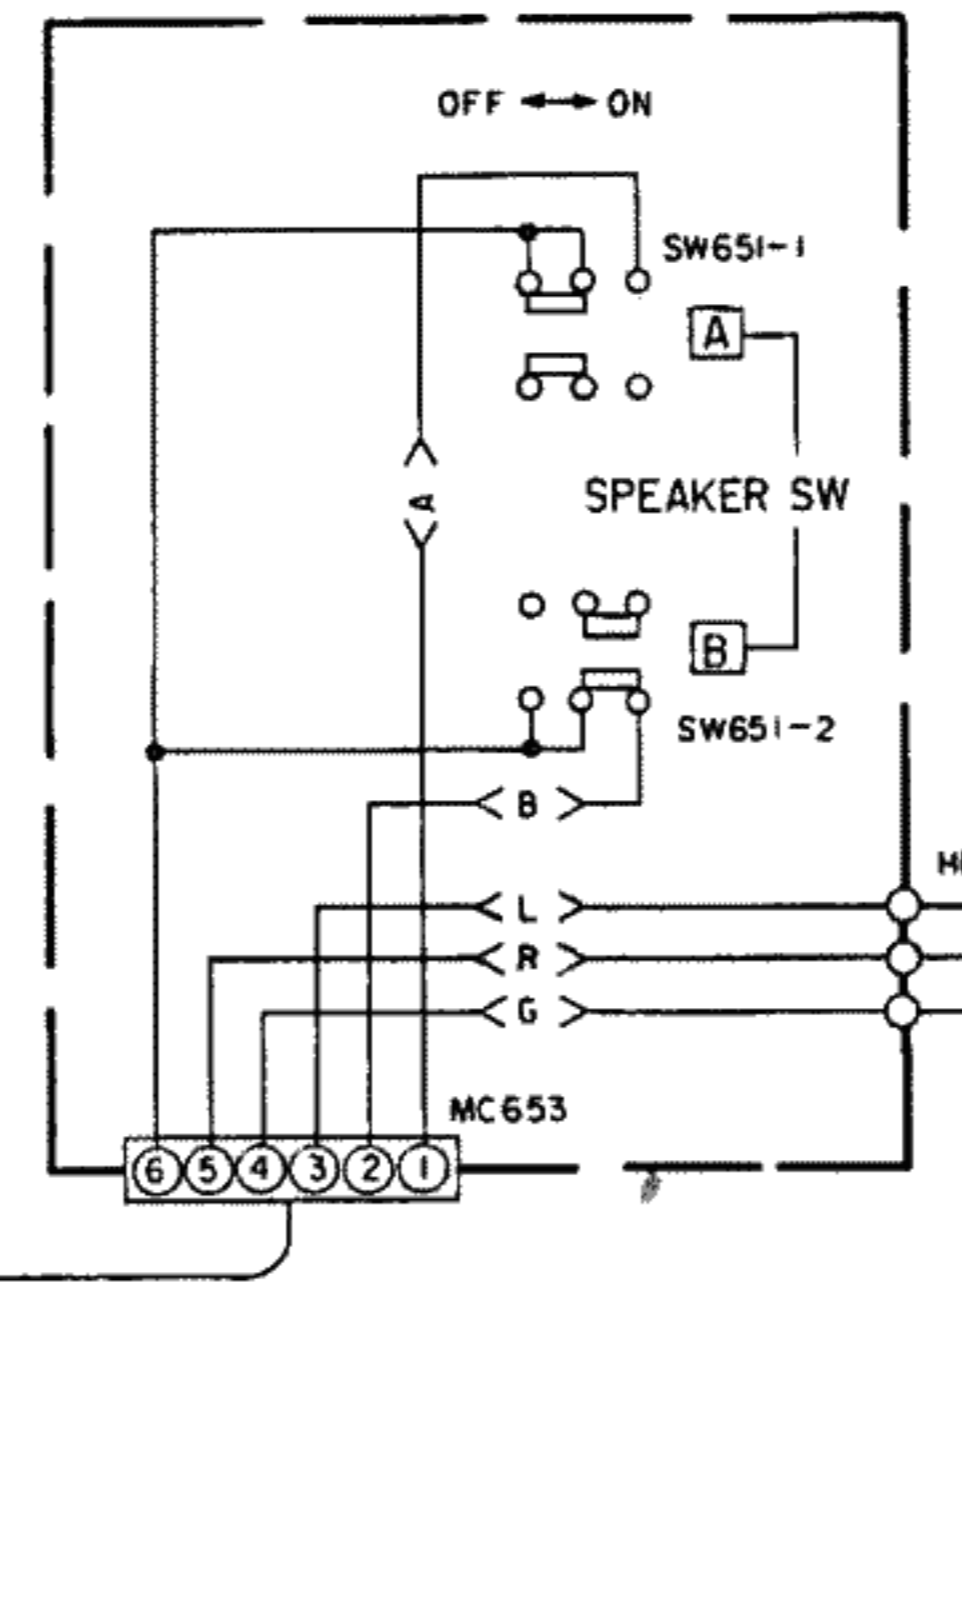 OFF ◄─► ON
SW651-1
A
A
SPEAKER SW
B
SW651-2
B
L
R
G
MC653
6 5 4 3 2 1